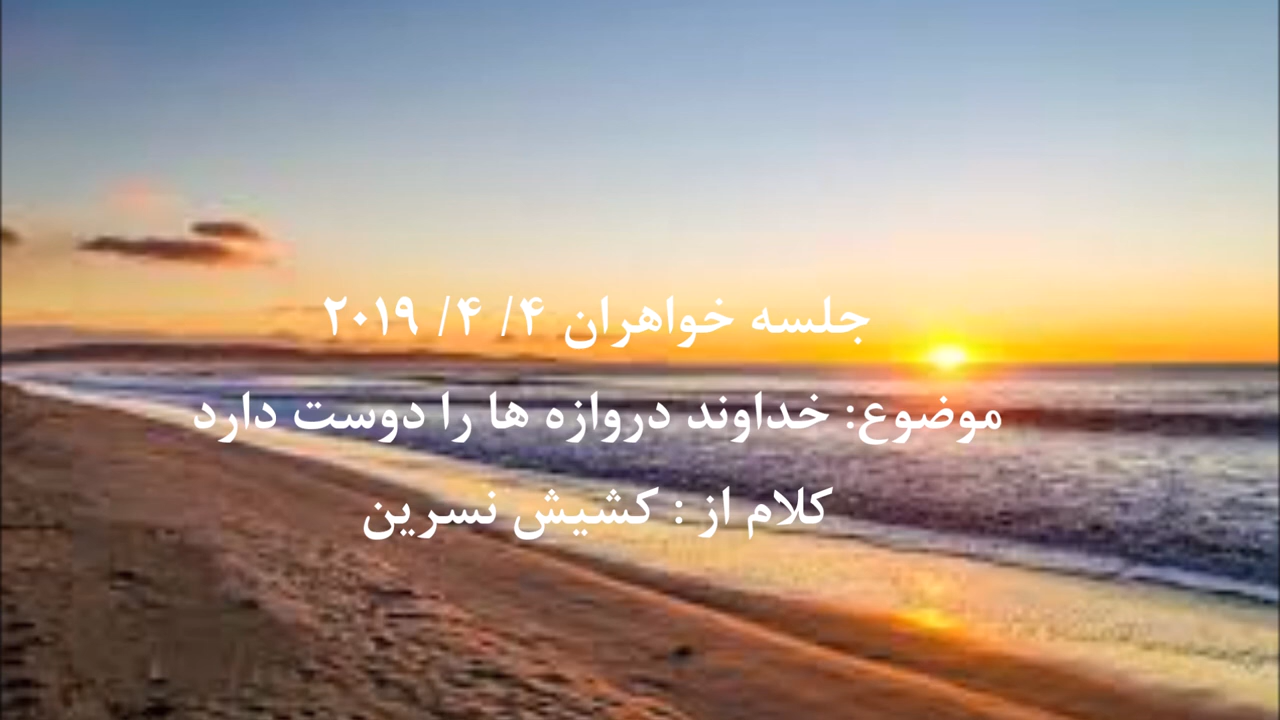 جلسه خواهران ۴/ ۴/ ۲۰۱۹
موضوع: خداوند دروازه ها را دوست دارد
کلام از : کشیش نسرین